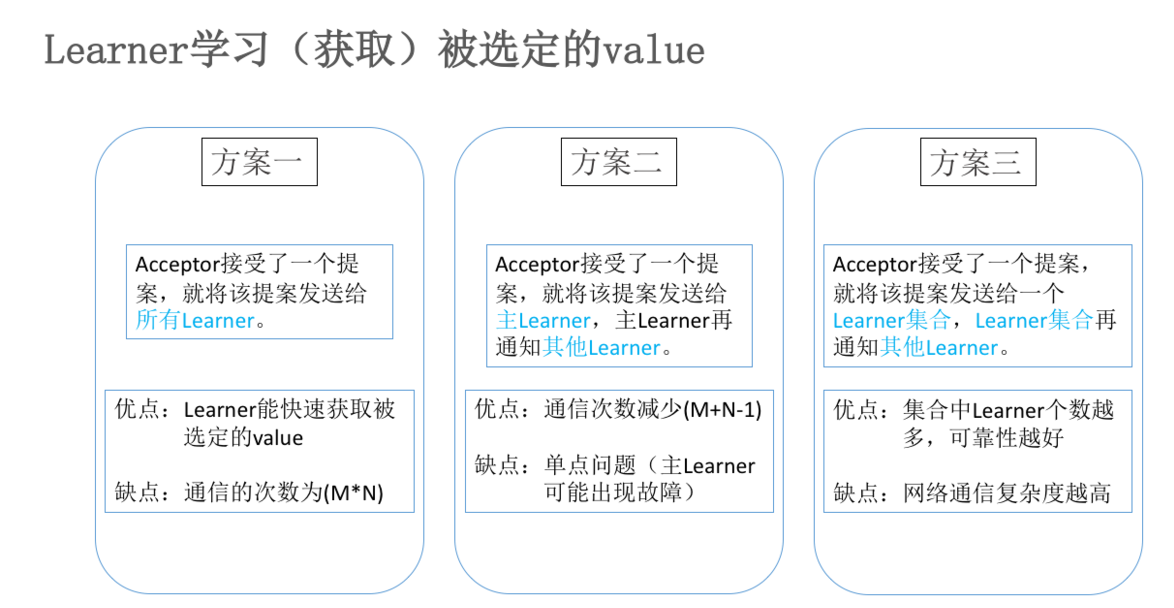 Learner学习（获取）被选定的value
方案一
Acceptor接受了一个提
案，就将该提案发送给
所有Learner。
优点：Learner能快速获取被
选定的value
缺点：通信的次数为(M*N)
方案二
Acceptor接受了一个提
案，就将该提案发送给
主Learner，主Learner再
通知其他Learner。
优点：通信次数减少(M+N-1)
缺点：单点问题（主Learner
可能出现故障）
方案三
Acceptor接受了一个提案，
就将该提案发送给一个
Learner集合，Learner集合再
通知其他Learner。
优点：集合中Learner个数越
多，可靠性越好
缺点：网络通信复杂度越高